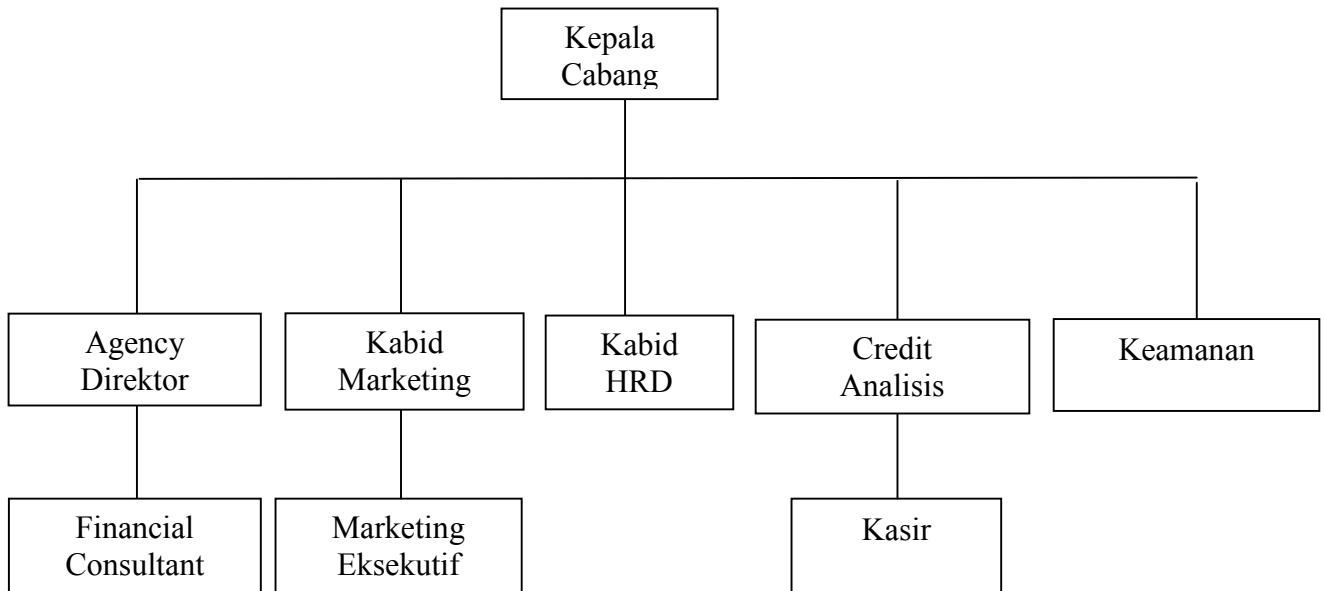 Kepala
Cabang
Agency
Direktor
Kabid
Marketing
Kabid
HRD
Credit
Analisis
Keamanan
Financial
Consultant
Marketing
Eksekutif
Kasir